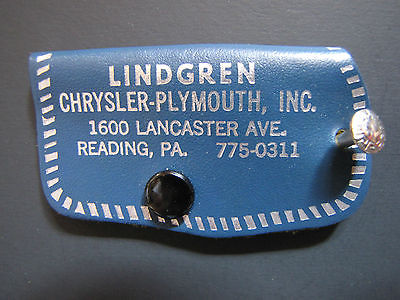 LINDGREN
CHRYSLER-PLYMOUTH, INC.
1600 LANCASTER AVE.
READING, PA. 775-0311